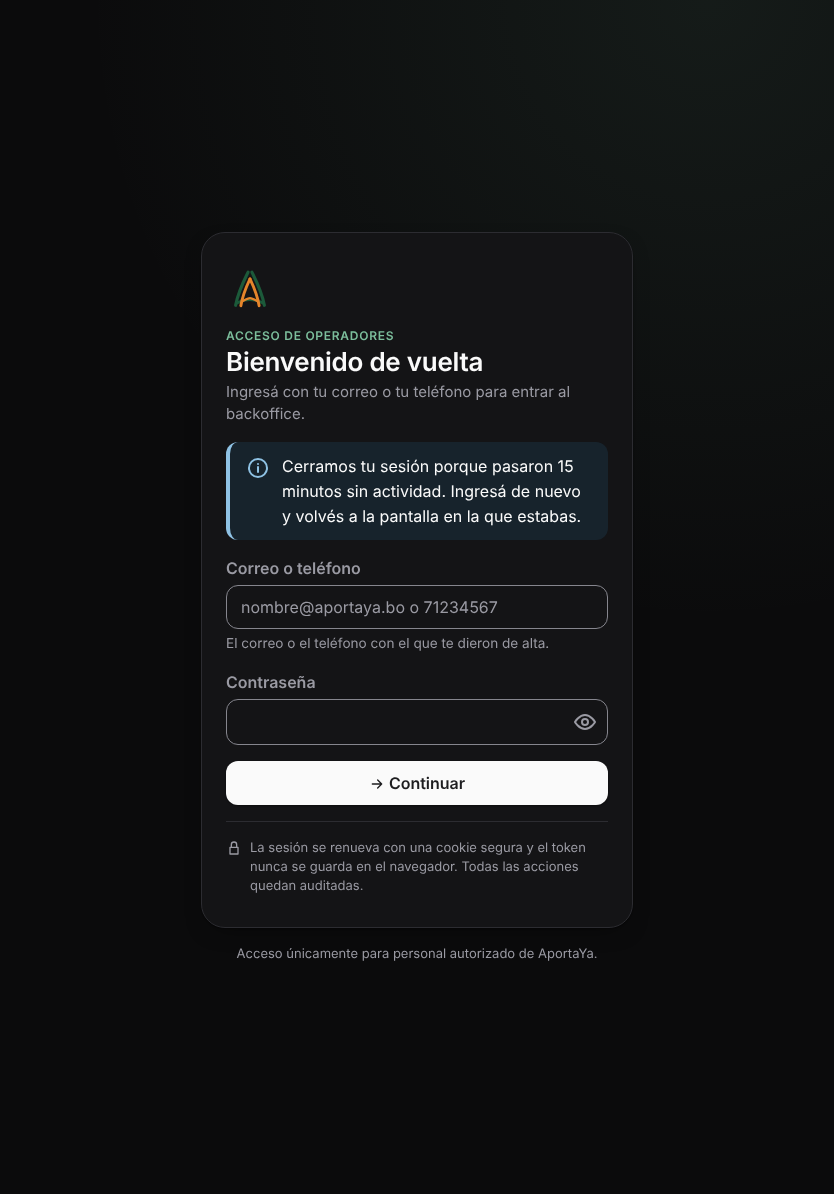 ACCESO DE OPERADORES
Bienvenido de vuelta
Ingresá con tu correo o tu teléfono para entrar al
backoffice.
Cerramos tu sesión porque pasaron 15
minutos sin actividad. Ingresá de nuevo
y volvés a la pantalla en la que estabas.
Correo o teléfono
nombre@aportaya.bo o 71234567
El correo o el teléfono con el que te dieron de alta.
Contraseña
→ Continuar
La sesión se renueva con una cookie segura y el token
nunca se guarda en el navegador. Todas las acciones
quedan auditadas.
Acceso únicamente para personal autorizado de AportaYa.